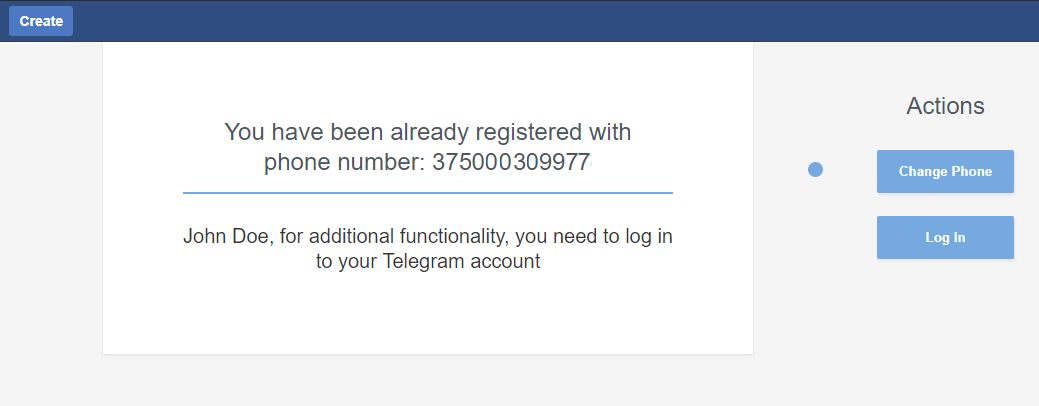 Create
You have been already registered with
phone number: 375000309977
John Doe, for additional functionality, you need to log in
to your Telegram account
Actions
Change Phone
Log In